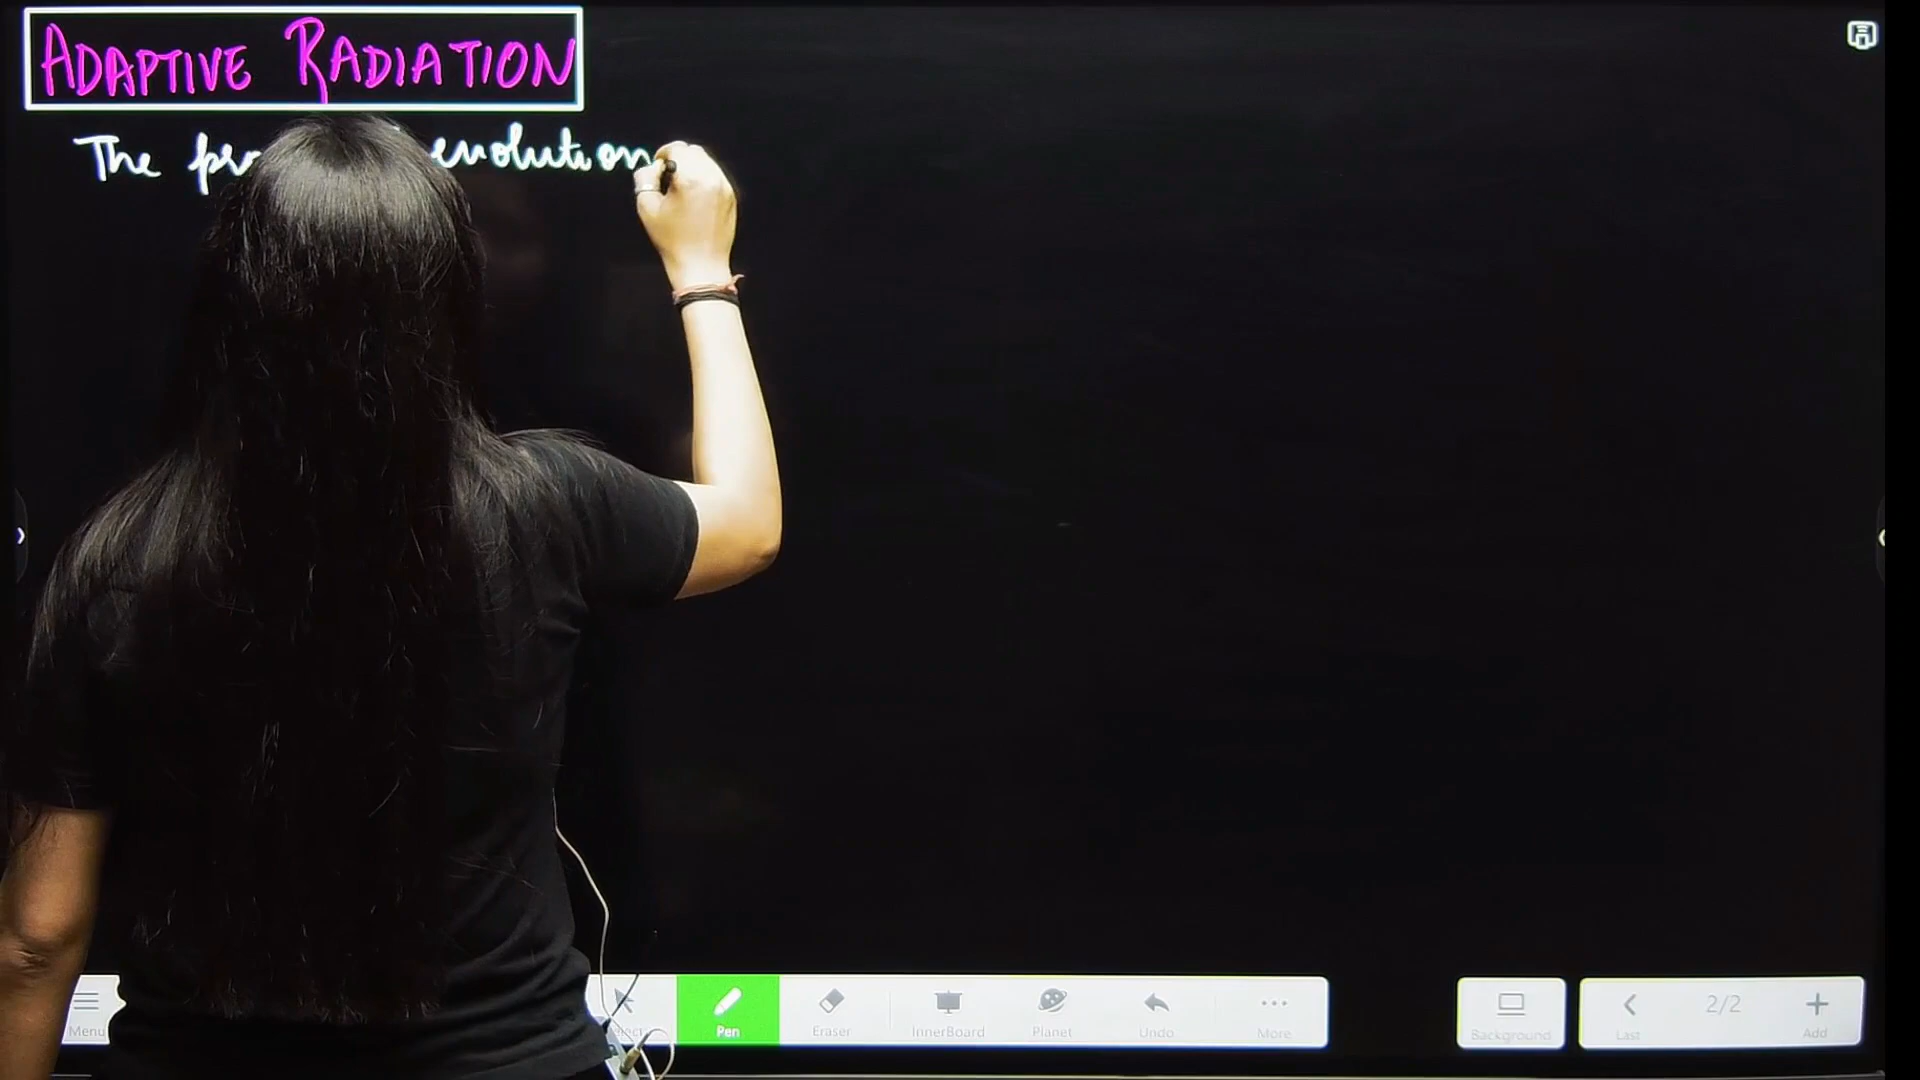 ADAPTIVE RADIATION
The evolution
Menu Pen Eraser InnerBoard Planet Undo More Background Last 2/2 Add